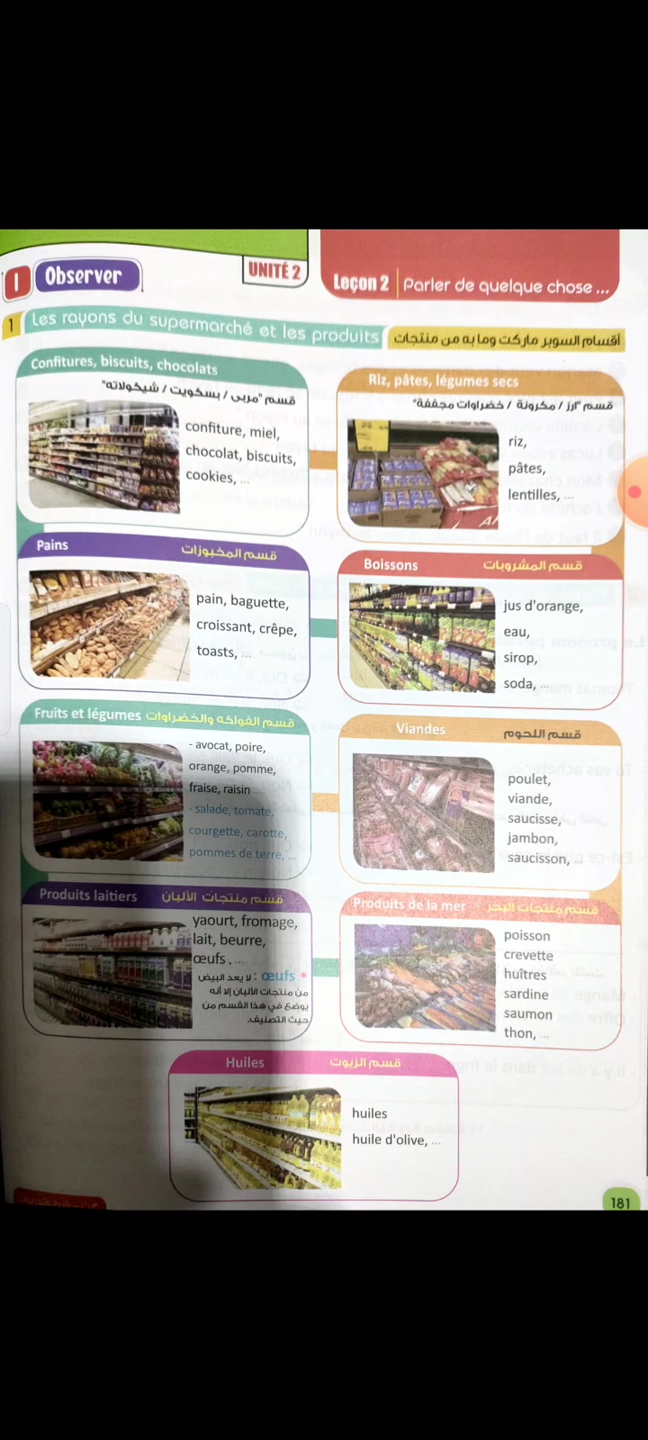 1 Observer
UNITÉ 2
Leçon 2 | Parler de quelque chose ...
1 Les rayons du supermarché et les produits
أقسام السوبر ماركت وما به من منتجات
Confitures, biscuits, chocolats
قسم "مربى / بسكويت / شيكولاته"
confiture, miel,
chocolat, biscuits,
cookies, ...
Riz, pâtes, légumes secs
قسم "ارز / مكرونة / خضراوات مجففة"
riz,
pâtes,
lentilles, ...
Pains قسم المخبوزات
pain, baguette,
croissant, crêpe,
toasts, ...
Boissons قسم المشروبات
jus d'orange,
eau,
sirop,
soda, ...
Fruits et légumes قسم الفواكه والخضراوات
- avocat, poire,
orange, pomme,
fraise, raisin ...
- salade, tomate,
courgette, carotte,
pommes de terre, ...
Viandes قسم اللحوم
poulet,
viande,
saucisse,
jambon,
saucisson, ...
Produits laitiers قسم منتجات الألبان
yaourt, fromage,
lait, beurre,
œufs , ...
* œufs : لا يعد البيض
من منتجات الألبان إلا أنه
يوضع في هذا القسم من
حيث التصنيف.
Produits de la mer قسم منتجات البحر
poisson
crevette
huîtres
sardine
saumon
thon, ...
Huiles قسم الزيوت
huiles
huile d'olive, ...
181